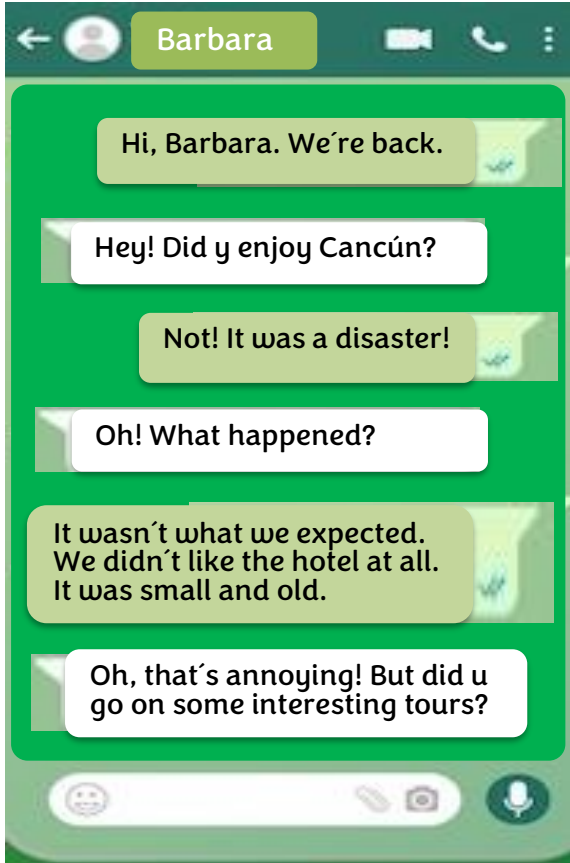 Barbara
Hi, Barbara. We´re back.
Hey! Did y enjoy Cancún?
Not! It was a disaster!
Oh! What happened?
It wasn´t what we expected.
We didn´t like the hotel at all.
It was small and old.
Oh, that´s annoying! But did u
go on some interesting tours?